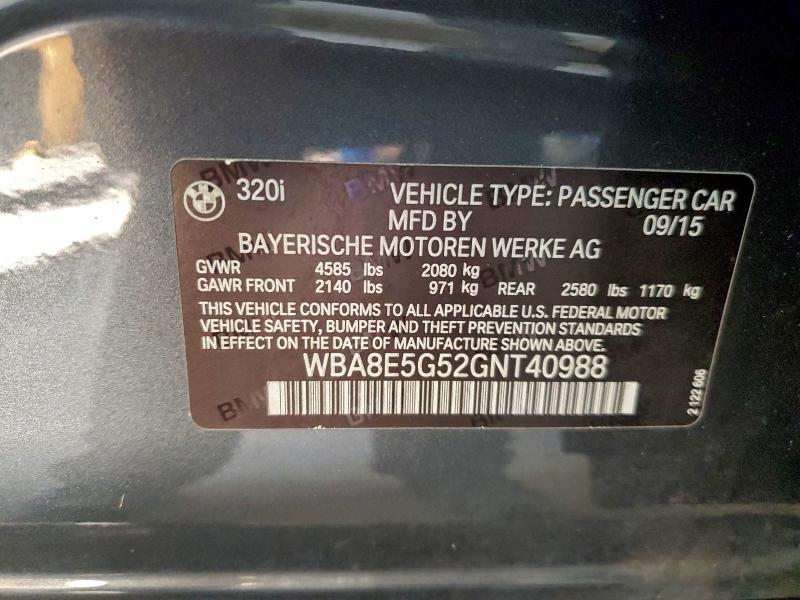 320i VEHICLE TYPE: PASSENGER CAR
MFD BY 09/15
BAYERISCHE MOTOREN WERKE AG
GVWR 4585 lbs 2080 kg
GAWR FRONT 2140 lbs 971 kg REAR 2580 lbs 1170 kg
THIS VEHICLE CONFORMS TO ALL APPLICABLE U.S. FEDERAL MOTOR
VEHICLE SAFETY, BUMPER AND THEFT PREVENTION STANDARDS
IN EFFECT ON THE DATE OF MANUFACTURE SHOWN ABOVE.
WBA8E5G52GNT40988
2 122 606